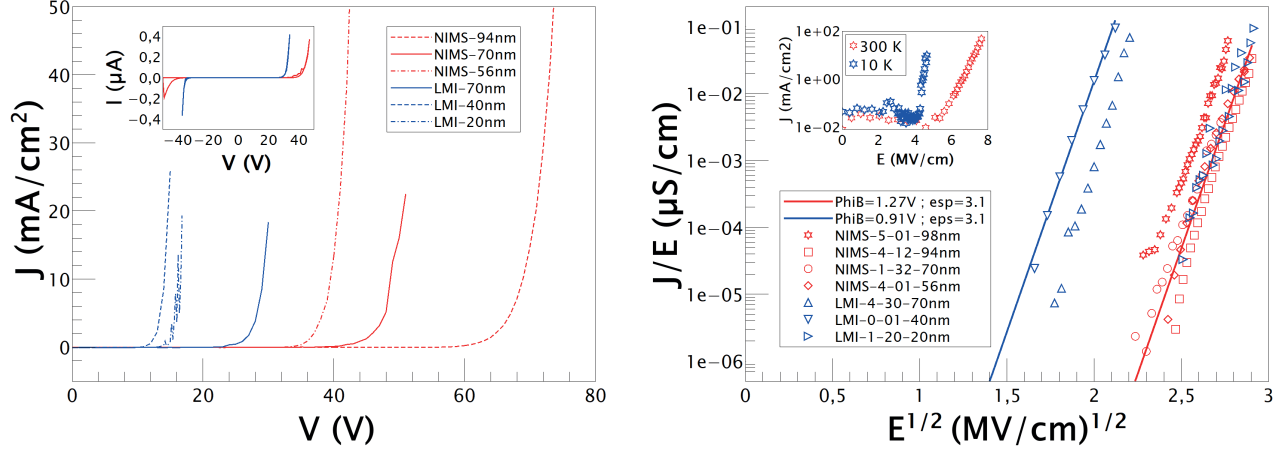 50
40
30
20
10
0
J (mA/cm²)
0
20
40
60
80
V (V)
0,4
0,2
0,0
−0,2
−0,4
I (µA)
−40
−20
0
20
40
V (V)
NIMS−94nm
NIMS−70nm
NIMS−56nm
LMI−70nm
LMI−40nm
LMI−20nm
1e−01
1e−02
1e−03
1e−04
1e−05
1e−06
J/E (µS/cm)
0
0,5
1
1,5
2
2,5
3
E^1/2 (MV/cm)^1/2
1e+02
1e+00
1e−02
J (mA/cm2)
300 K
10 K
0
2
4
6
8
E (MV/cm)
PhiB=1.27V ; esp=3.1
PhiB=0.91V ; eps=3.1
NIMS−5−01−98nm
NIMS−4−12−94nm
NIMS−1−32−70nm
NIMS−4−01−56nm
LMI−4−30−70nm
LMI−0−01−40nm
LMI−1−20−20nm